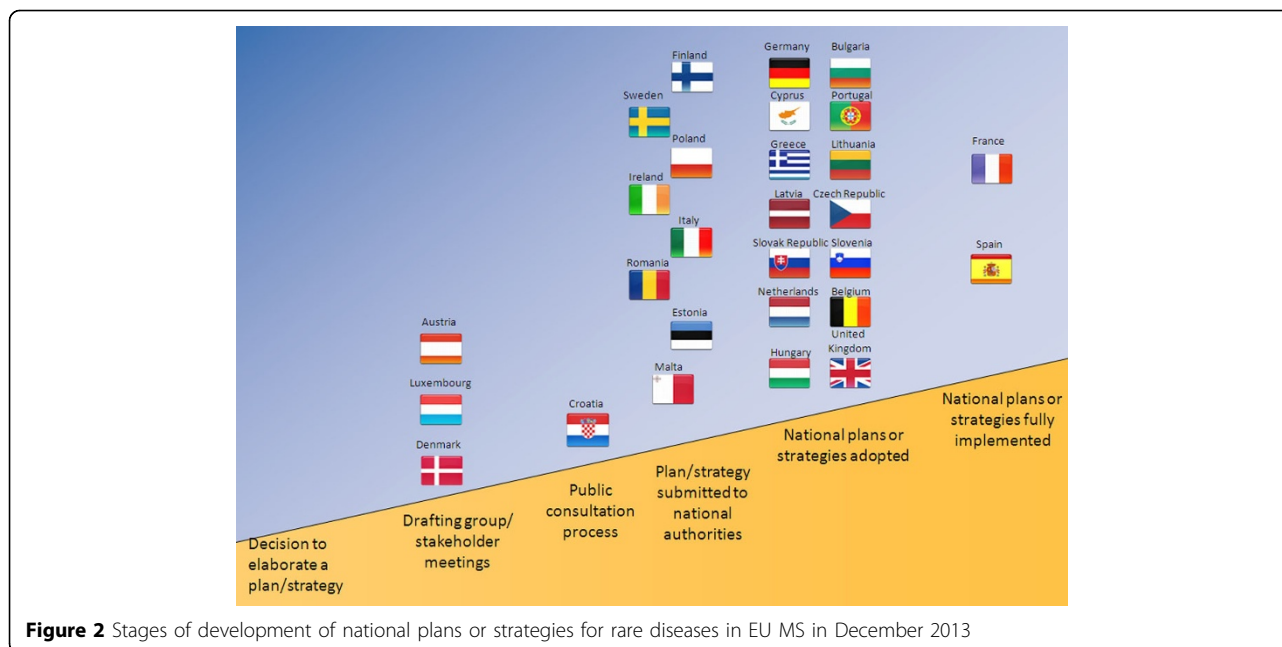 Finland
Germany
Bulgaria
Sweden
Cyprus
Portugal
Poland
Greece
Lithuania
France
Ireland
Latvia
Czech Republic
Italy
Slovak Republic
Slovenia
Spain
Romania
Netherlands
Belgium
Estonia
Austria
United
Kingdom
Hungary
Malta
Luxembourg
Croatia
Denmark
National plans or
strategies fully
implemented
National plans or
strategies adopted
Plan/strategy
submitted to
national
authorities
Public
consultation
process
Drafting group/
stakeholder
meetings
Decision to
elaborate a
plan/strategy
Figure 2 Stages of development of national plans or strategies for rare diseases in EU MS in December 2013